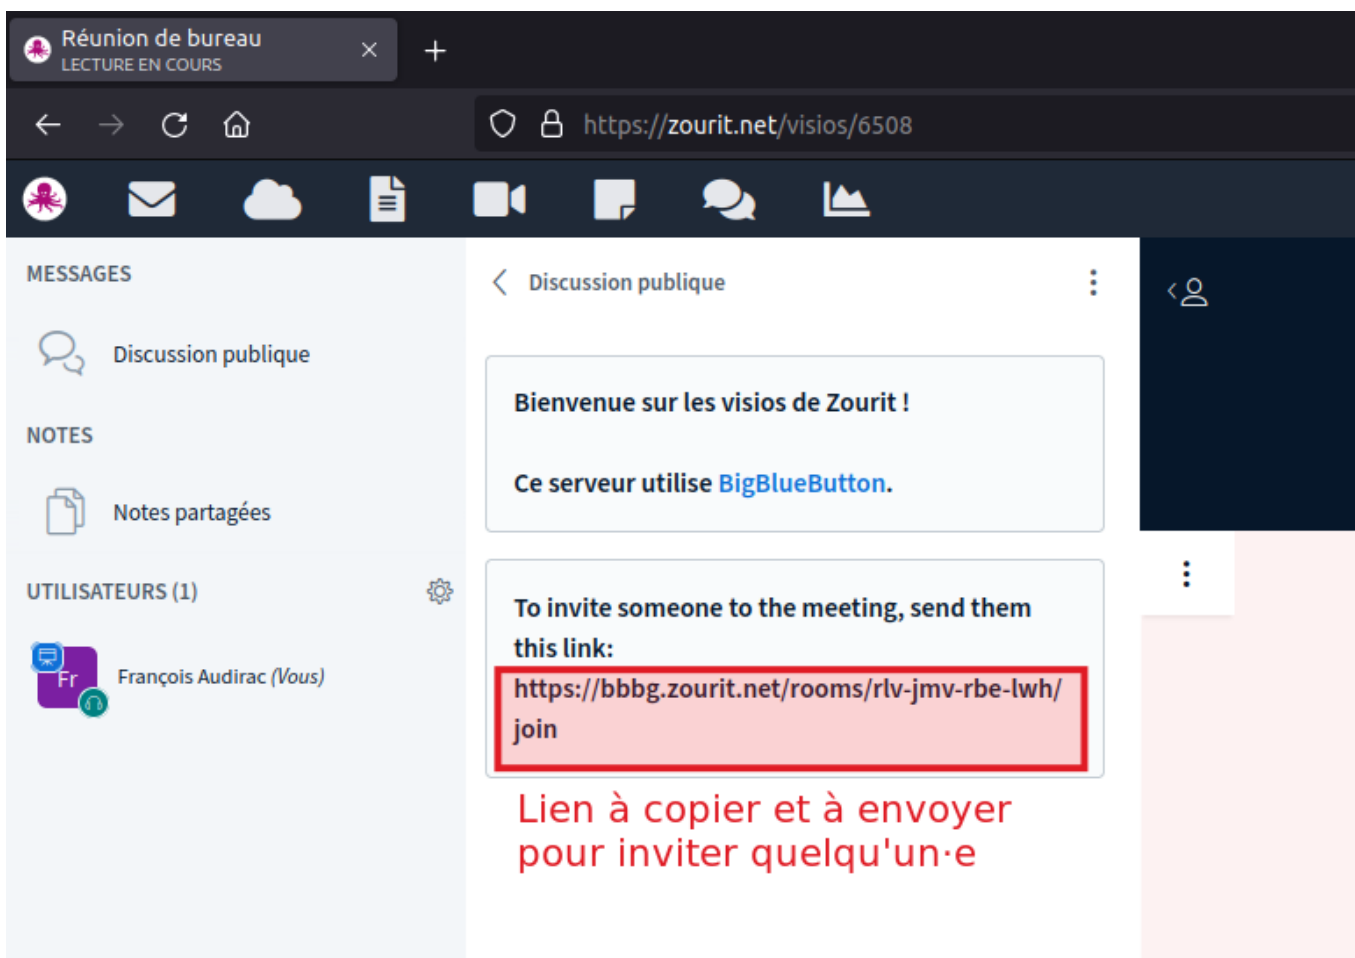 Réunion de bureau
LECTURE EN COURS
https://zourit.net/visios/6508
MESSAGES
Discussion publique
NOTES
Notes partagées
UTILISATEURS (1)
Fr
François Audirac (Vous)
Discussion publique
Bienvenue sur les visios de Zourit !
Ce serveur utilise BigBlueButton.
To invite someone to the meeting, send them
this link:
https://bbbg.zourit.net/rooms/rlv-jmv-rbe-lwh/
join
Lien à copier et à envoyer
pour inviter quelqu'un·e